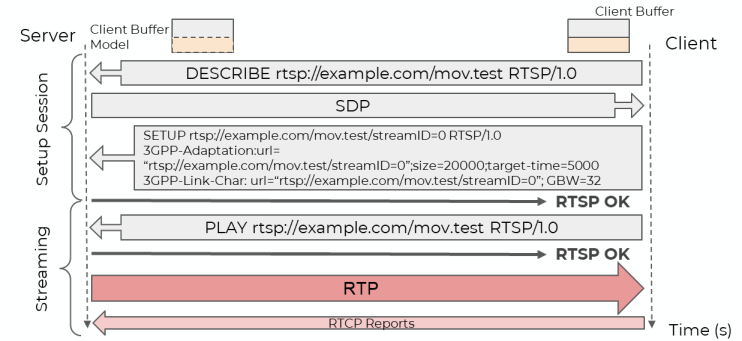 Client Buffer
Server
Client Buffer
Model
Client
DESCRIBE rtsp://example.com/mov.test RTSP/1.0
SDP
Setup Session
SETUP rtsp://example.com/mov.test/streamID=0 RTSP/1.0
3GPP-Adaptation:url=
“rtsp://example.com/mov.test/streamID=0”;size=20000;target-time=5000
3GPP-Link-Char: url=“rtsp://example.com/mov.test/streamID=0”; GBW=32
RTSP OK
PLAY rtsp://example.com/mov.test RTSP/1.0
RTSP OK
Streaming
RTP
RTCP Reports
Time (s)